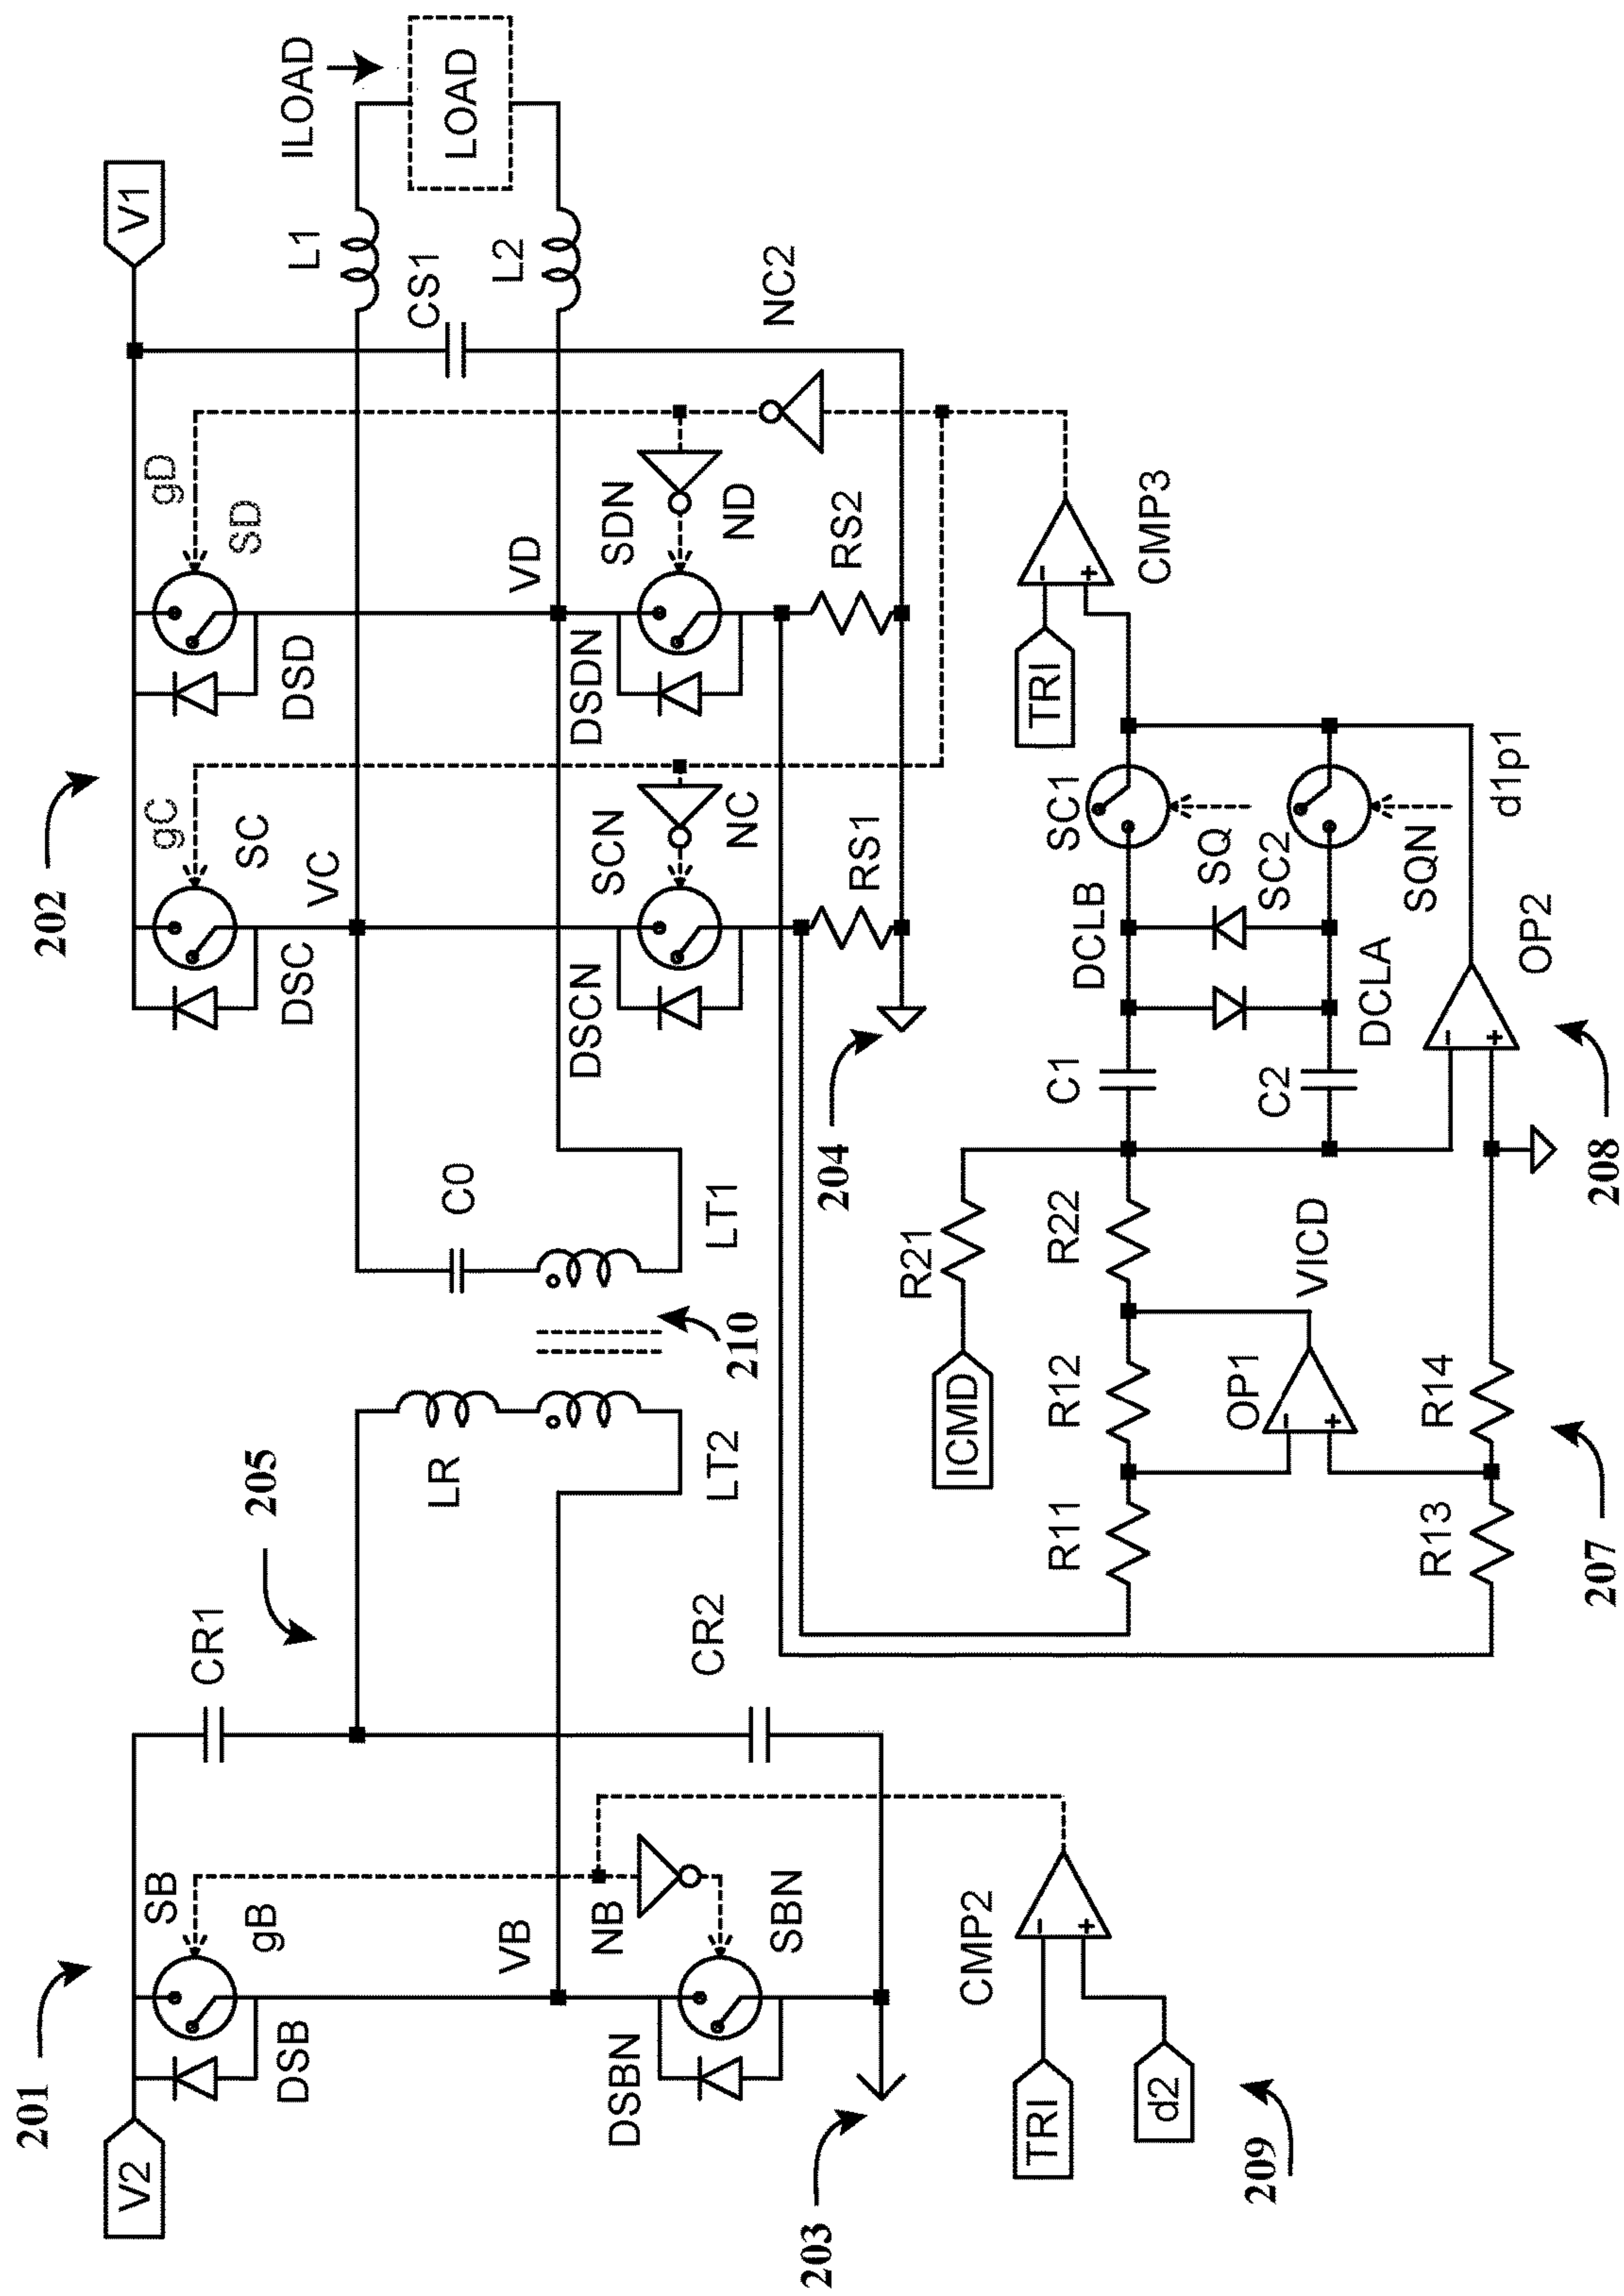 201
V2
SB
gB
DSB
VB
NB
SBN
DSBN
203
CMP2
TRI
d2
209
CR1
205
CR2
LR
LT2
210
C0
LT1
202
gC
SC
DSC
VC
SCN
NC
DSCN
RS1
204
gD
SD
DSD
VD
SDN
ND
DSDN
RS2
V1
ILOAD
LOAD
L1
CS1
L2
NC2
CMP3
TRI
SC1
SQ
SC2
SQN
d1p1
DCLB
DCLA
OP2
C1
C2
208
R21
ICMD
R22
VICD
R12
OP1
R14
R11
R13
207